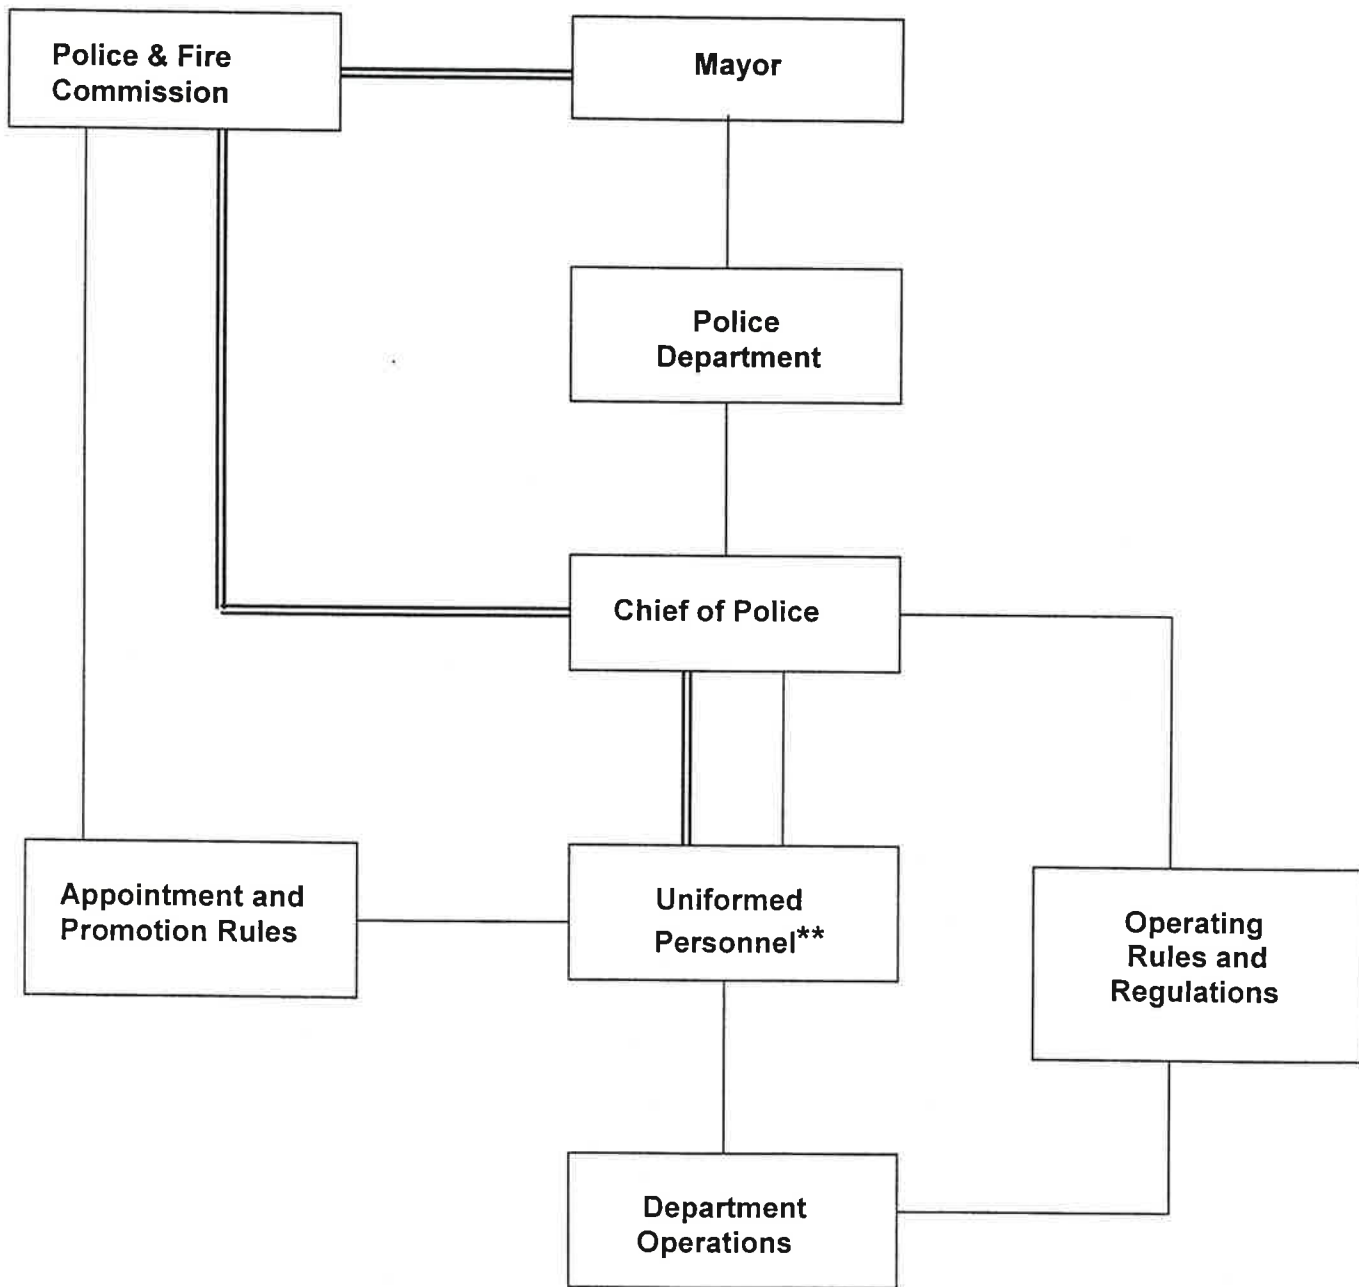 Police & Fire
Commission
Mayor
Police
Department
Chief of Police
Appointment and
Promotion Rules
Uniformed
Personnel**
Operating
Rules and
Regulations
Department
Operations